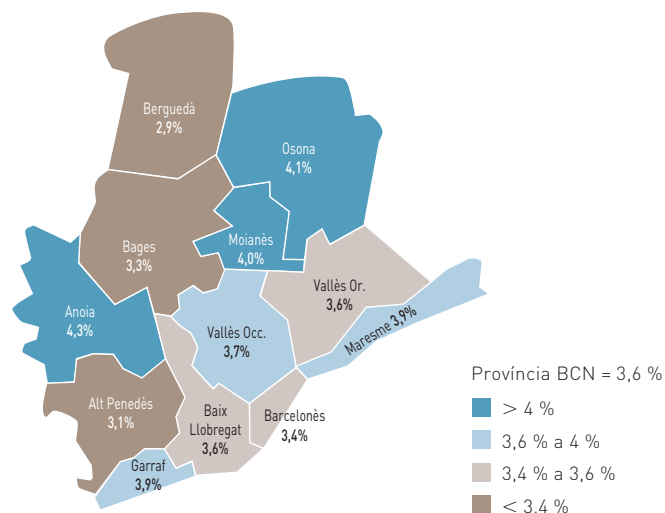 Berguedà
2,9%
Osona
4,1%
Bages
3,3%
Moianès
4,0%
Vallès Or.
3,6%
Anoia
4,3%
Vallès Occ.
3,7%
Maresme 3,9%
Alt Penedès
3,1%
Baix
Llobregat
3,6%
Barcelonès
3,4%
Garraf
3,9%
Província BCN = 3,6 %
> 4 %
3,6 % a 4 %
3,4 % a 3,6 %
< 3,4 %